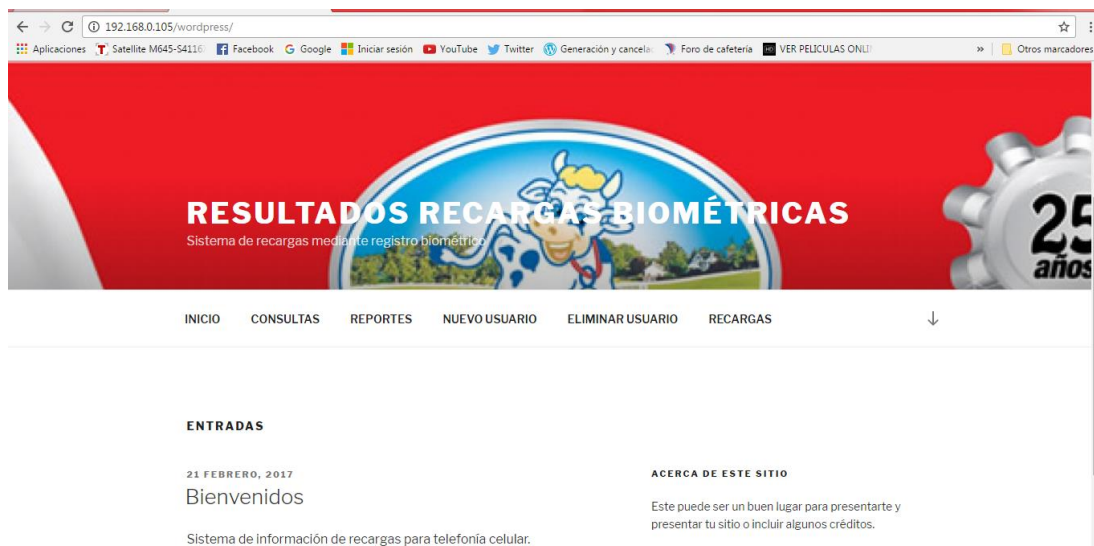 192.168.0.105/wordpress/
Aplicaciones Satellite M645-S4116 Facebook Google Iniciar sesión YouTube Twitter Generación y cancela Foro de cafetería VER PELICULAS ONLI » Otros marcadores
RESULTADOS RECARGAS BIOMÉTRICAS
Sistema de recargas mediante registro biométrico
25
años
INICIO CONSULTAS REPORTES NUEVO USUARIO ELIMINAR USUARIO RECARGAS
ENTRADAS
21 FEBRERO, 2017
Bienvenidos
Sistema de información de recargas para telefonía celular.
ACERCA DE ESTE SITIO
Este puede ser un buen lugar para presentarte y
presentar tu sitio o incluir algunos créditos.